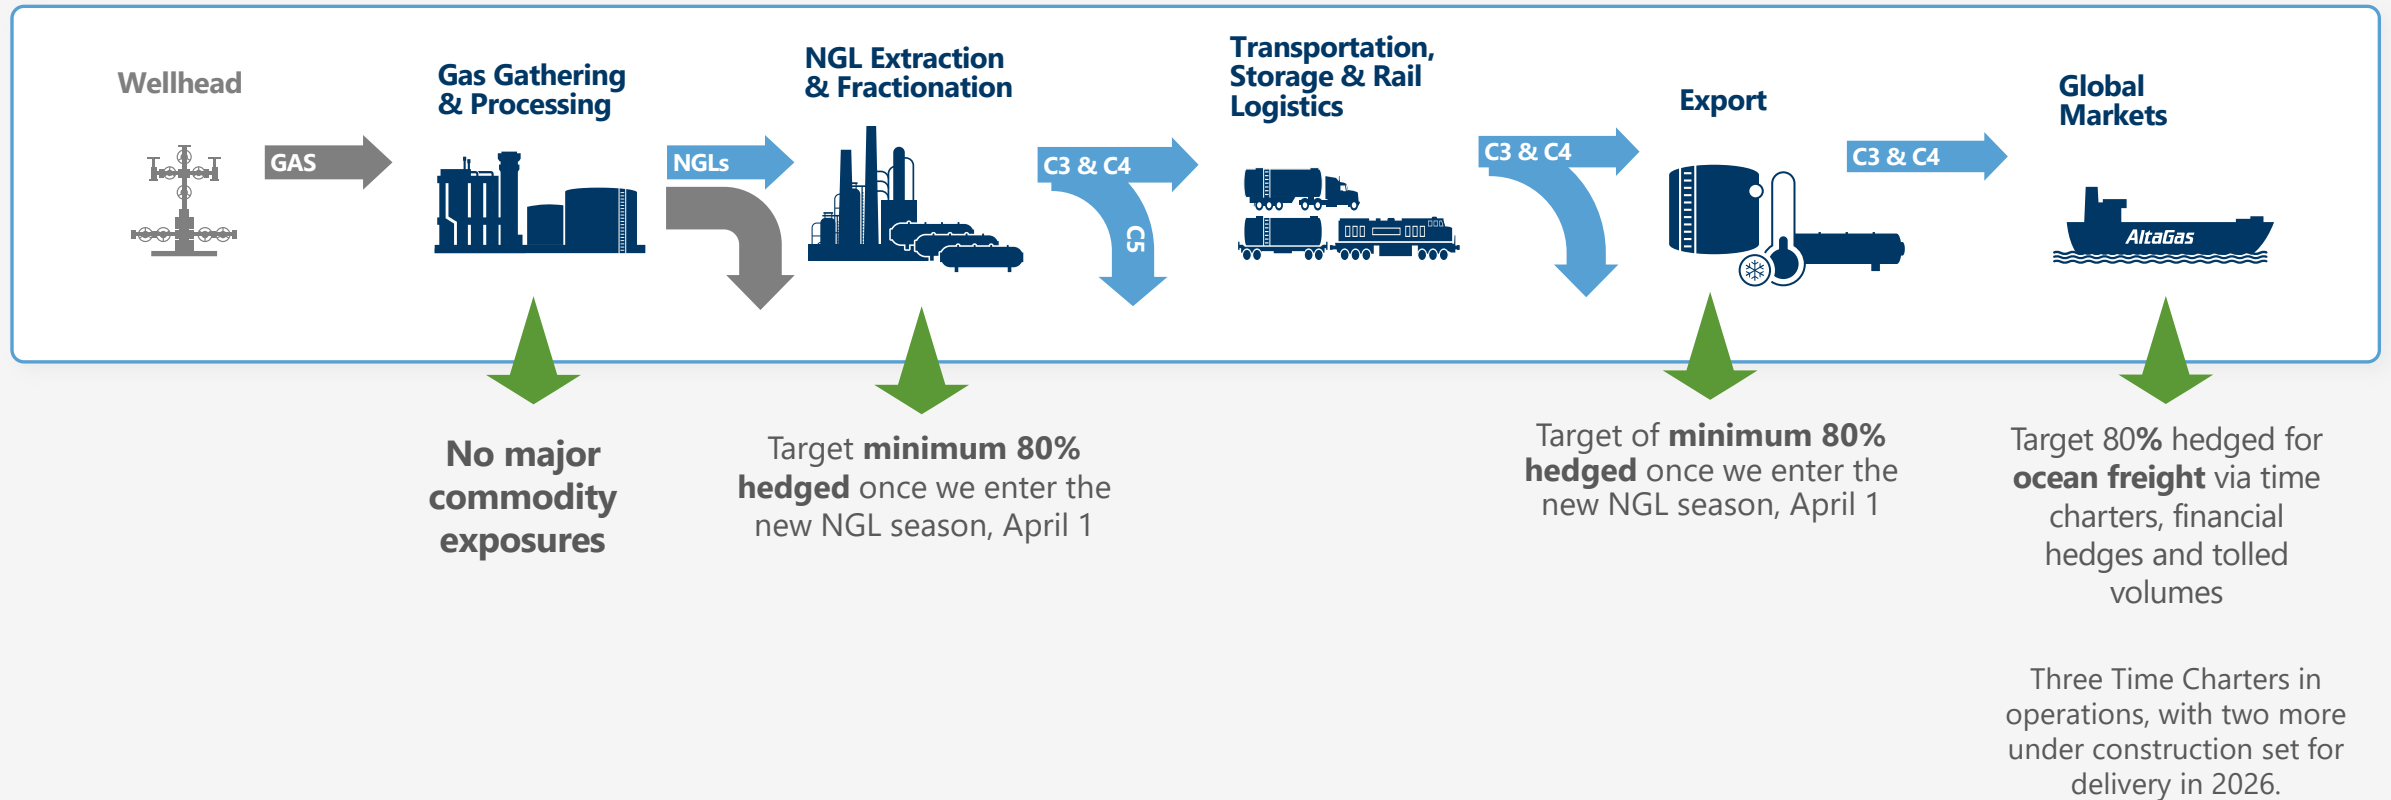 Wellhead
GAS
Gas Gathering
& Processing
NGLs
NGL Extraction
& Fractionation
C3 & C4
C5
Transportation,
Storage & Rail
Logistics
C3 & C4
Export
C3 & C4
Global
Markets
AltaGas
No major
commodity
exposures
Target minimum 80%
hedged once we enter the
new NGL season, April 1
Target of minimum 80%
hedged once we enter the
new NGL season, April 1
Target 80% hedged for
ocean freight via time
charters, financial
hedges and tolled
volumes
Three Time Charters in
operations, with two more
under construction set for
delivery in 2026.